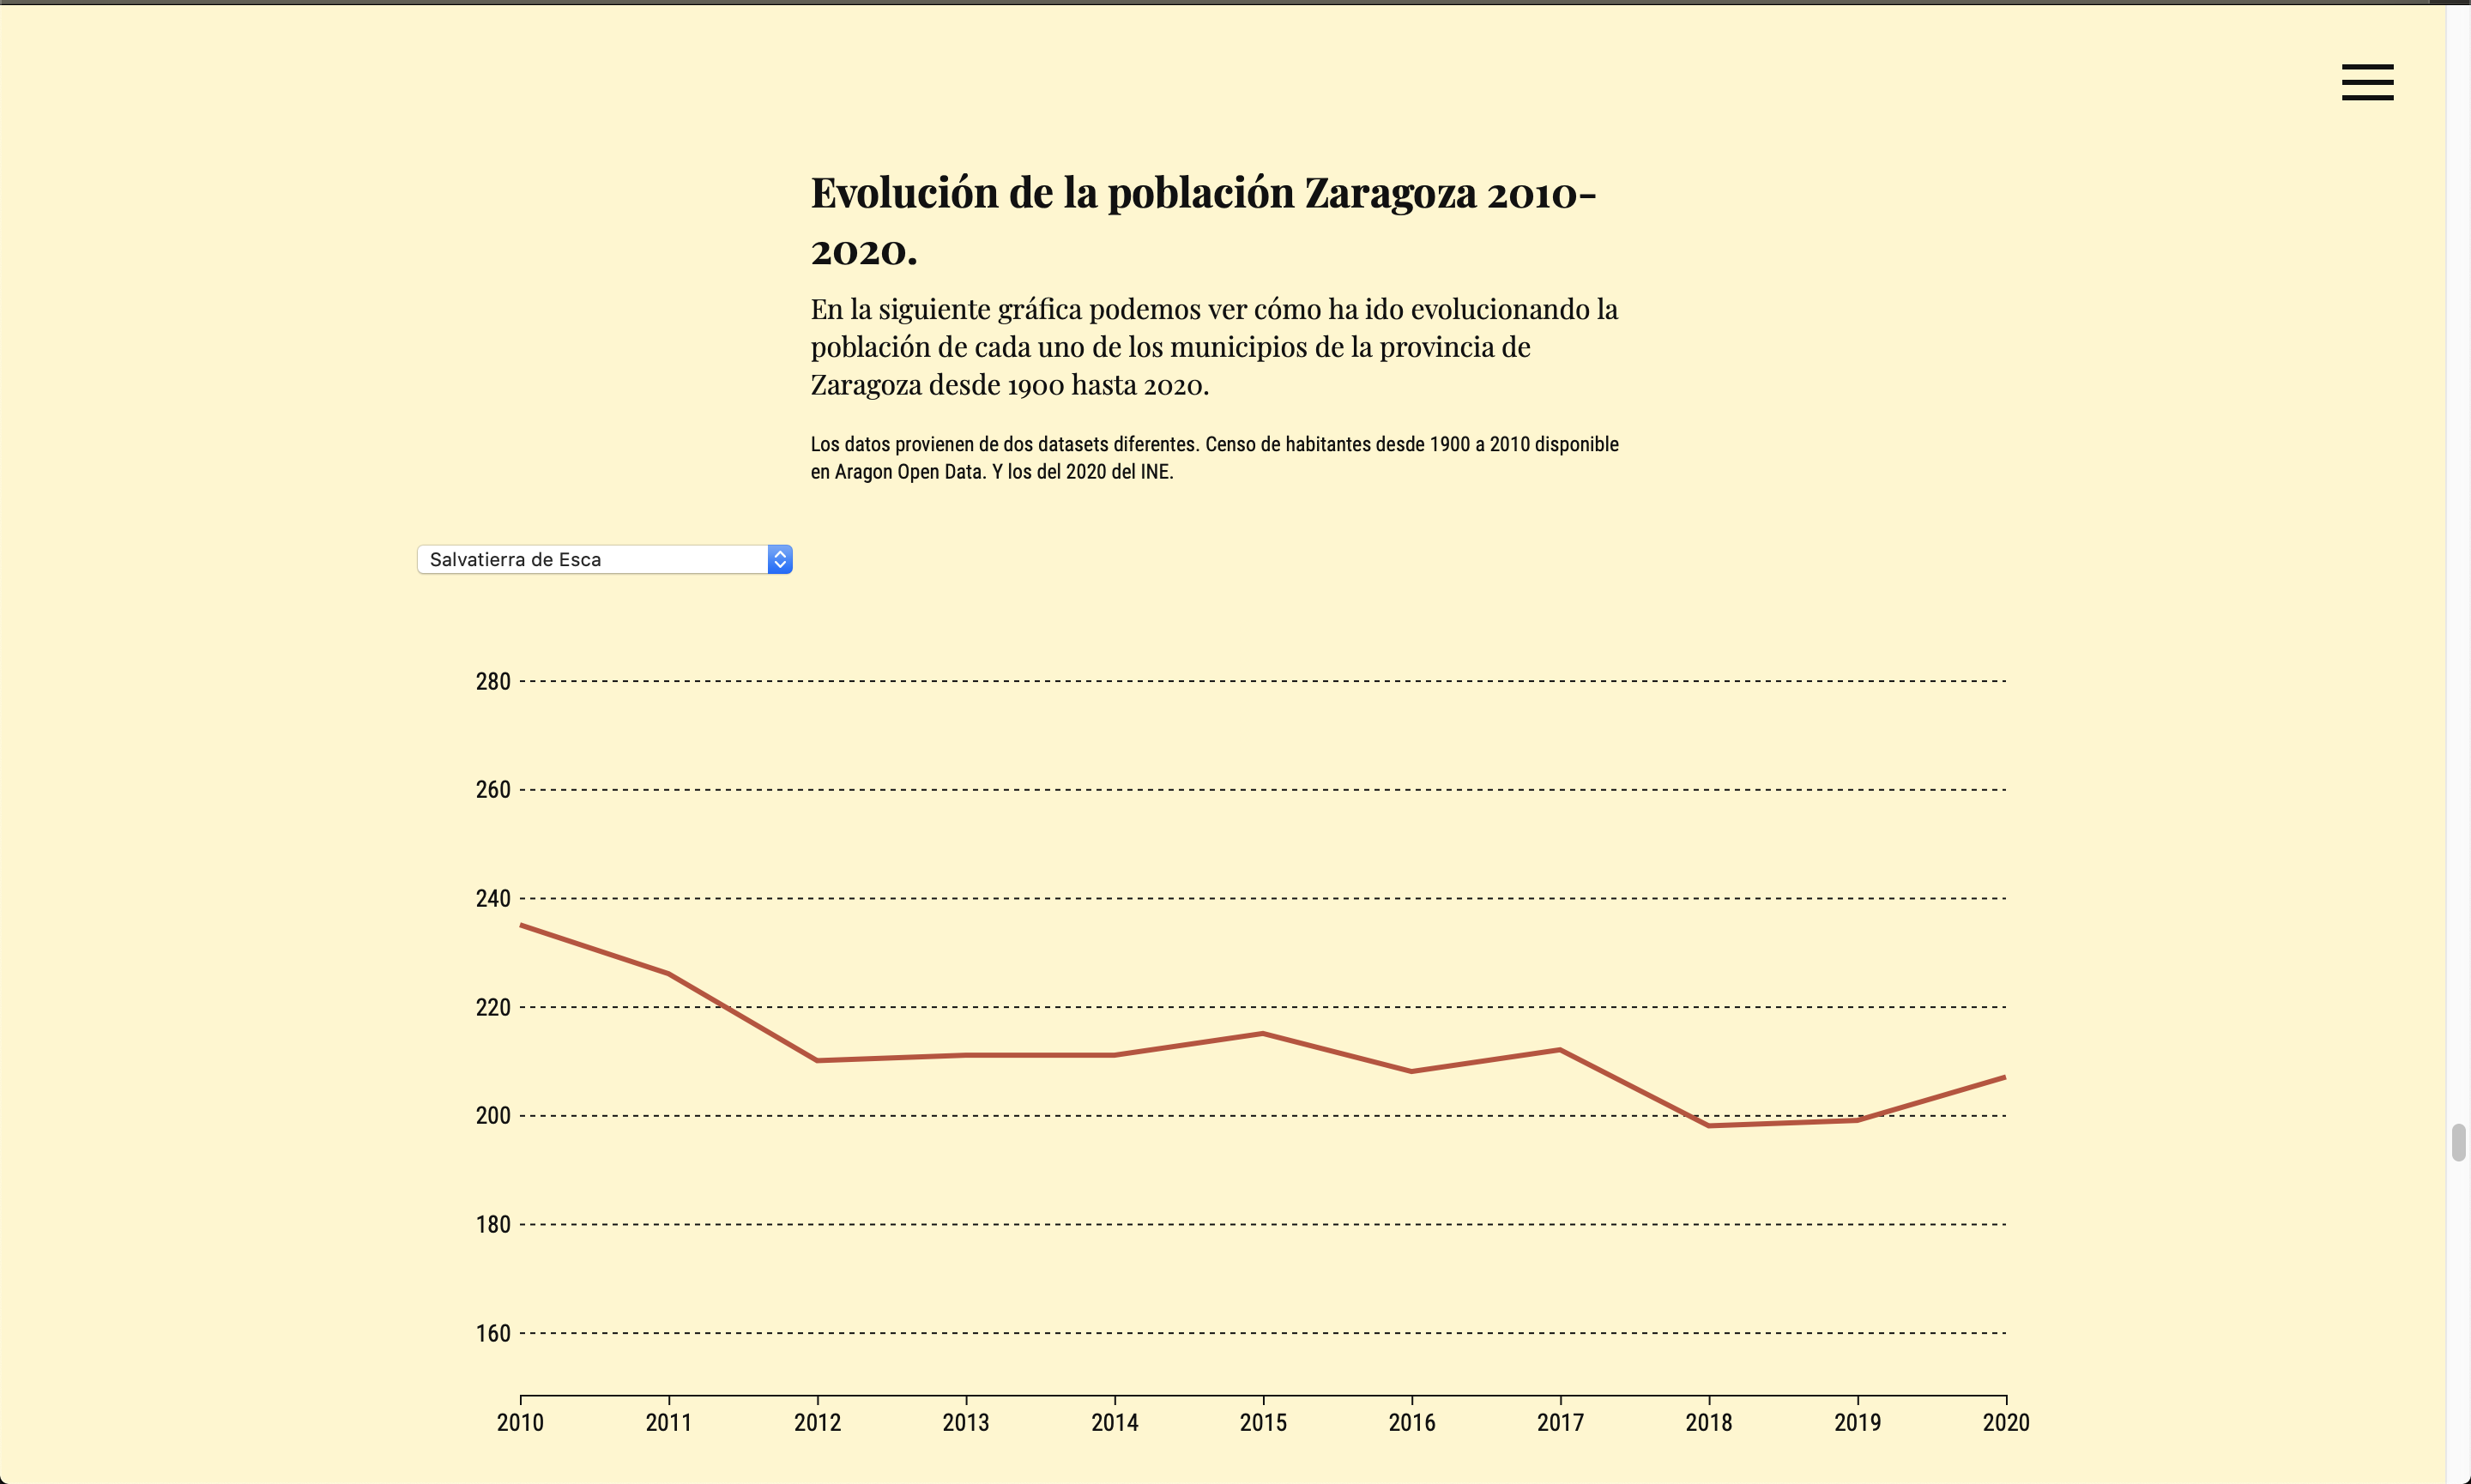 Evolución de la población Zaragoza 2010-
2020.
En la siguiente gráfica podemos ver cómo ha ido evolucionando la
población de cada uno de los municipios de la provincia de
Zaragoza desde 1900 hasta 2020.
Los datos provienen de dos datasets diferentes. Censo de habitantes desde 1900 a 2010 disponible
en Aragon Open Data. Y los del 2020 del INE.
Salvatierra de Esca
280
260
240
220
200
180
160
2010 2011 2012 2013 2014 2015 2016 2017 2018 2019 2020